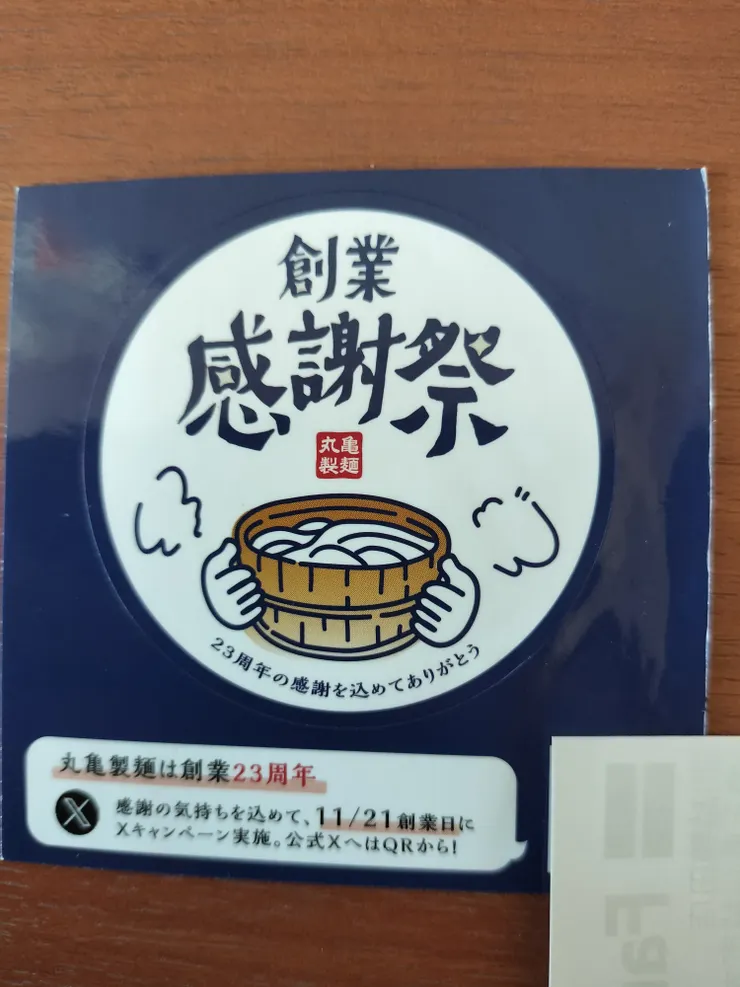 創業
感謝祭
丸亀
製麺
23周年の感謝を込めてありがとう
丸亀製麺は創業23周年
X
感謝の気持ちを込めて、11/21創業日に
Xキャンペーン実施。公式XへはQRから!